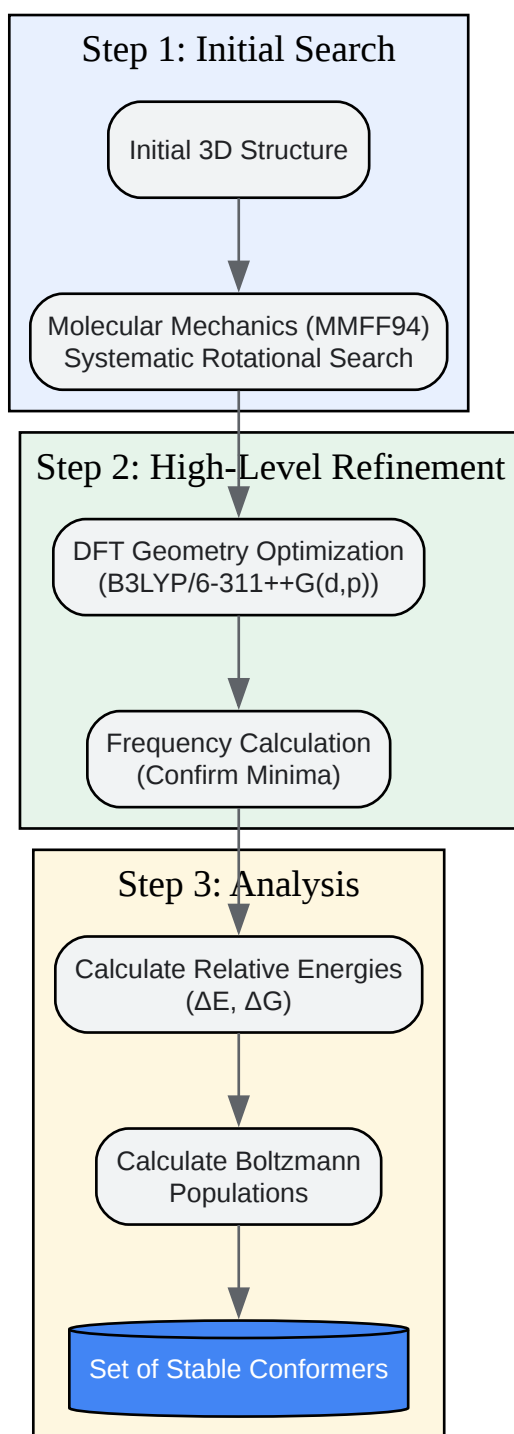 Step 1: Initial Search
Initial 3D Structure
Molecular Mechanics (MMFF94)
Systematic Rotational Search
Step 2: High-Level Refinement
DFT Geometry Optimization
(B3LYP/6-311++G(d,p))
Frequency Calculation
(Confirm Minima)
Step 3: Analysis
Calculate Relative Energies
(ΔE, ΔG)
Calculate Boltzmann
Populations
Set of Stable Conformers